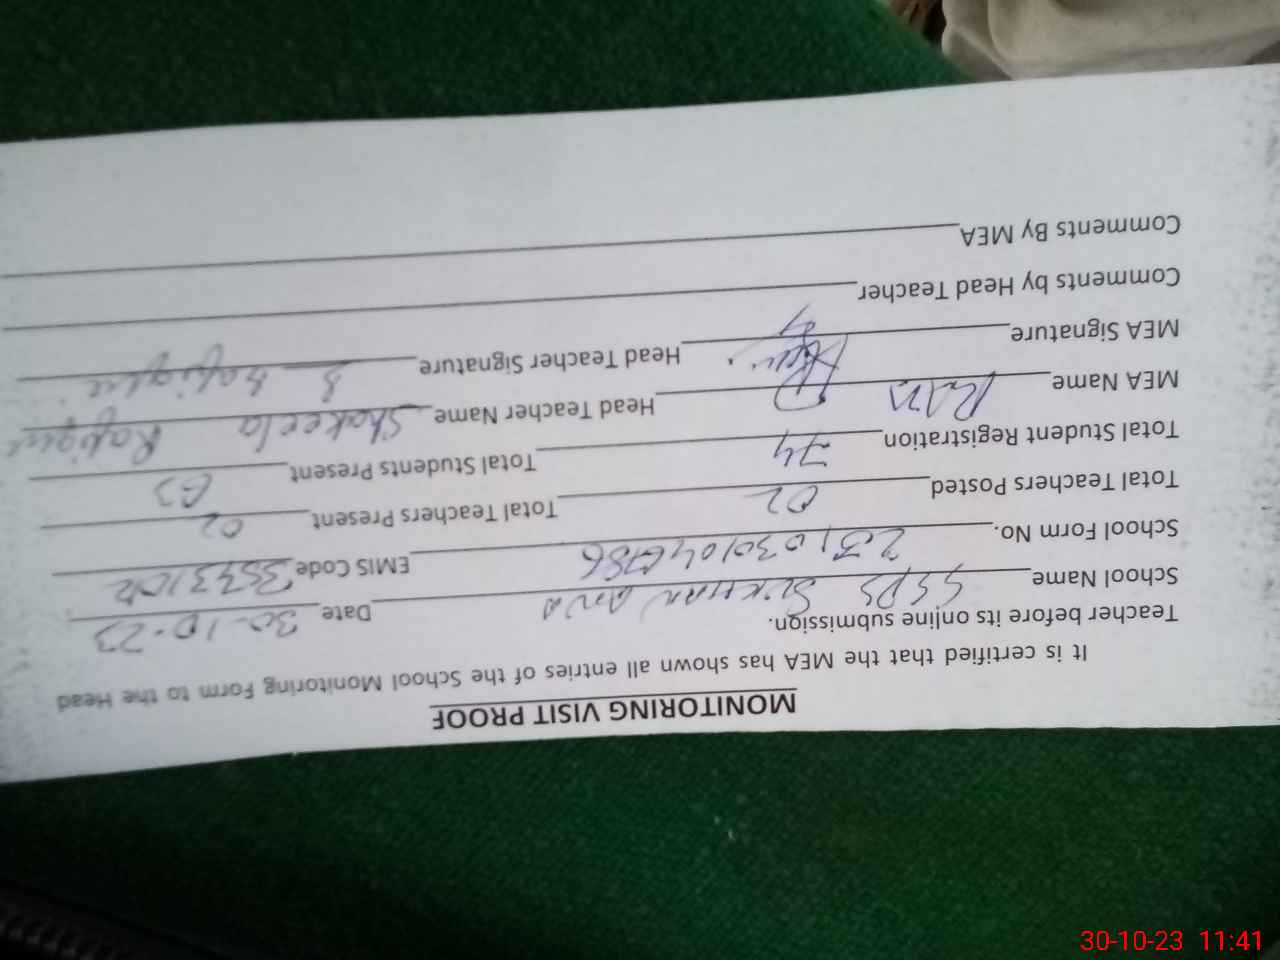 MONITORING VISIT PROOF
It is certified that the MEA has shown all entries of the School Monitoring Form to the Head
Teacher before its online submission.
School Name GGPS Date 30-10-23
School Form No. EMIS Code
Total Teachers Posted 02 Total Teachers Present 02
Total Student Registration 74 Total Students Present 63
MEA Name Head Teacher Name Shakeela Rafique
MEA Signature Head Teacher Signature S Rafique
Comments by Head Teacher
Comments By MEA
30-10-23 11:41